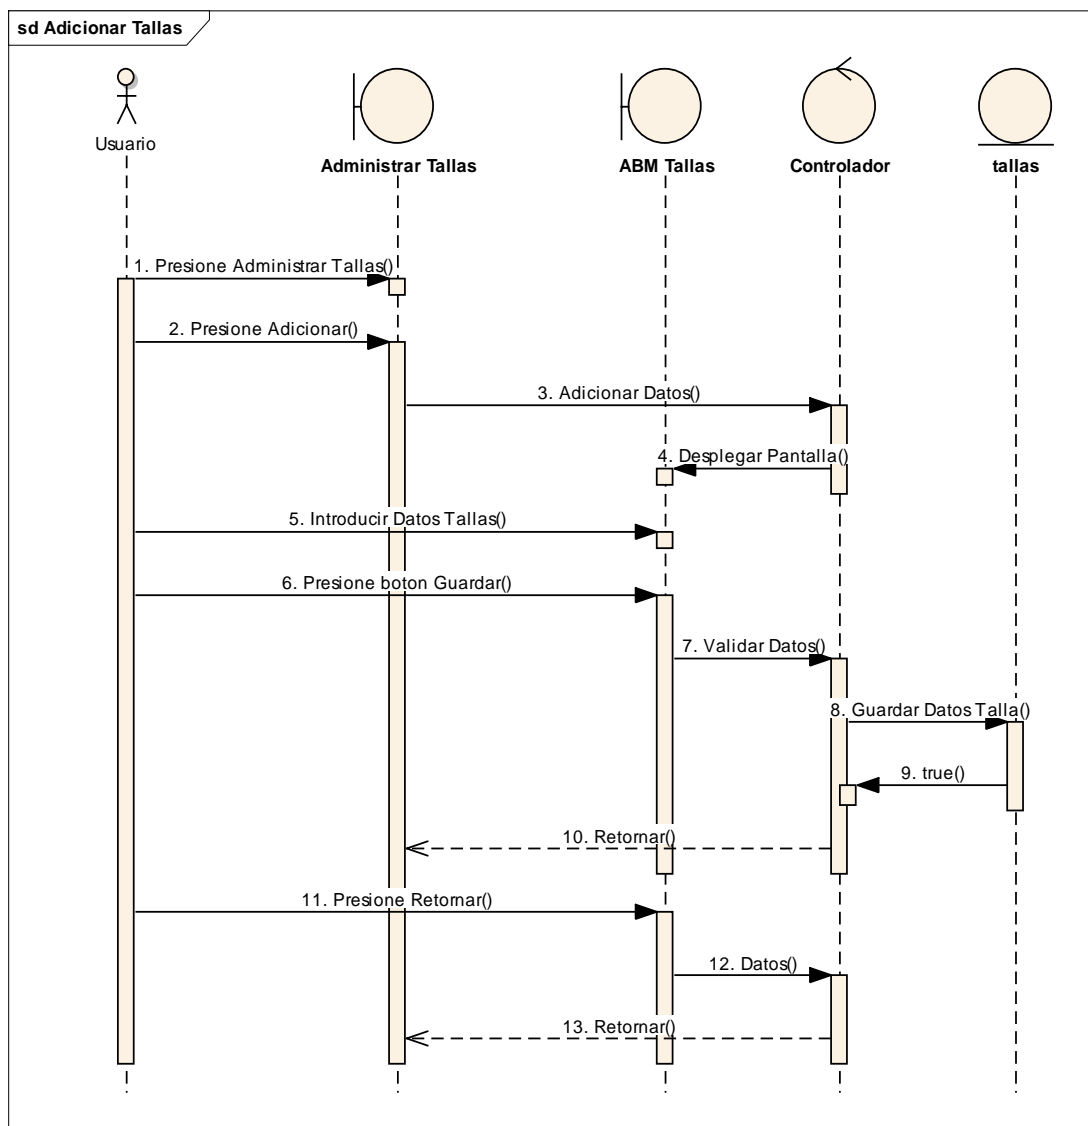 sd Adicionar Tallas
Usuario
Administrar Tallas
ABM Tallas
Controlador
tallas
1. Presione Administrar Tallas()
2. Presione Adicionar()
3. Adicionar Datos()
4. Desplegar Pantalla()
5. Introducir Datos Tallas()
6. Presione boton Guardar()
7. Validar Datos()
8. Guardar Datos Talla()
9. true()
10. Retornar()
11. Presione Retornar()
12. Datos()
13. Retornar()